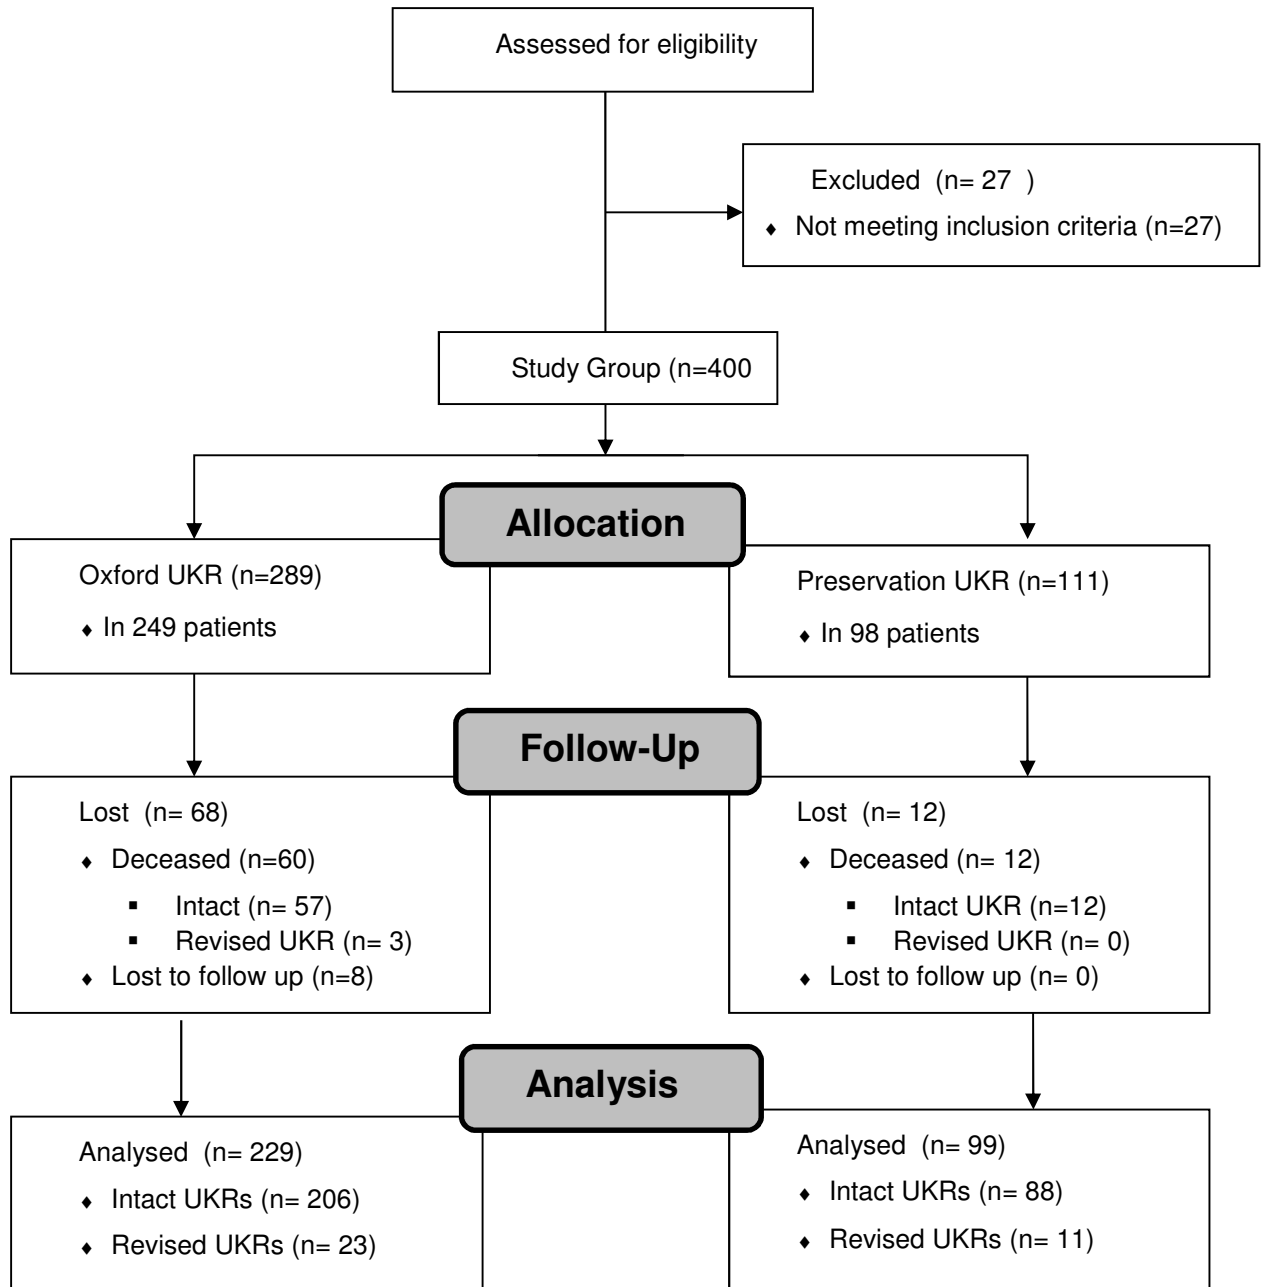 Assessed for eligibility
Excluded (n= 27 )
♦ Not meeting inclusion criteria (n=27)
Study Group (n=400
Allocation
Oxford UKR (n=289)
♦ In 249 patients
Preservation UKR (n=111)
♦ In 98 patients
Follow-Up
Lost (n= 68)
♦ Deceased (n=60)
▪ Intact (n= 57)
▪ Revised UKR (n= 3)
♦ Lost to follow up (n=8)
Lost (n= 12)
♦ Deceased (n= 12)
▪ Intact UKR (n=12)
▪ Revised UKR (n= 0)
♦ Lost to follow up (n= 0)
Analysis
Analysed (n= 229)
♦ Intact UKRs (n= 206)
♦ Revised UKRs (n= 23)
Analysed (n= 99)
♦ Intact UKRs (n= 88)
♦ Revised UKRs (n= 11)